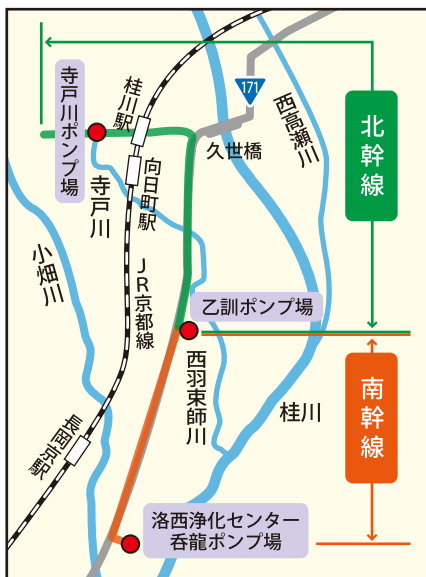 寺戸川ポンプ場
桂川駅
171
西高瀬川
北幹線
久世橋
向日町駅
寺戸川
小畑川
JR京都線
乙訓ポンプ場
西羽束師川
南幹線
桂川
長岡京駅
洛西浄化センター
呑龍ポンプ場